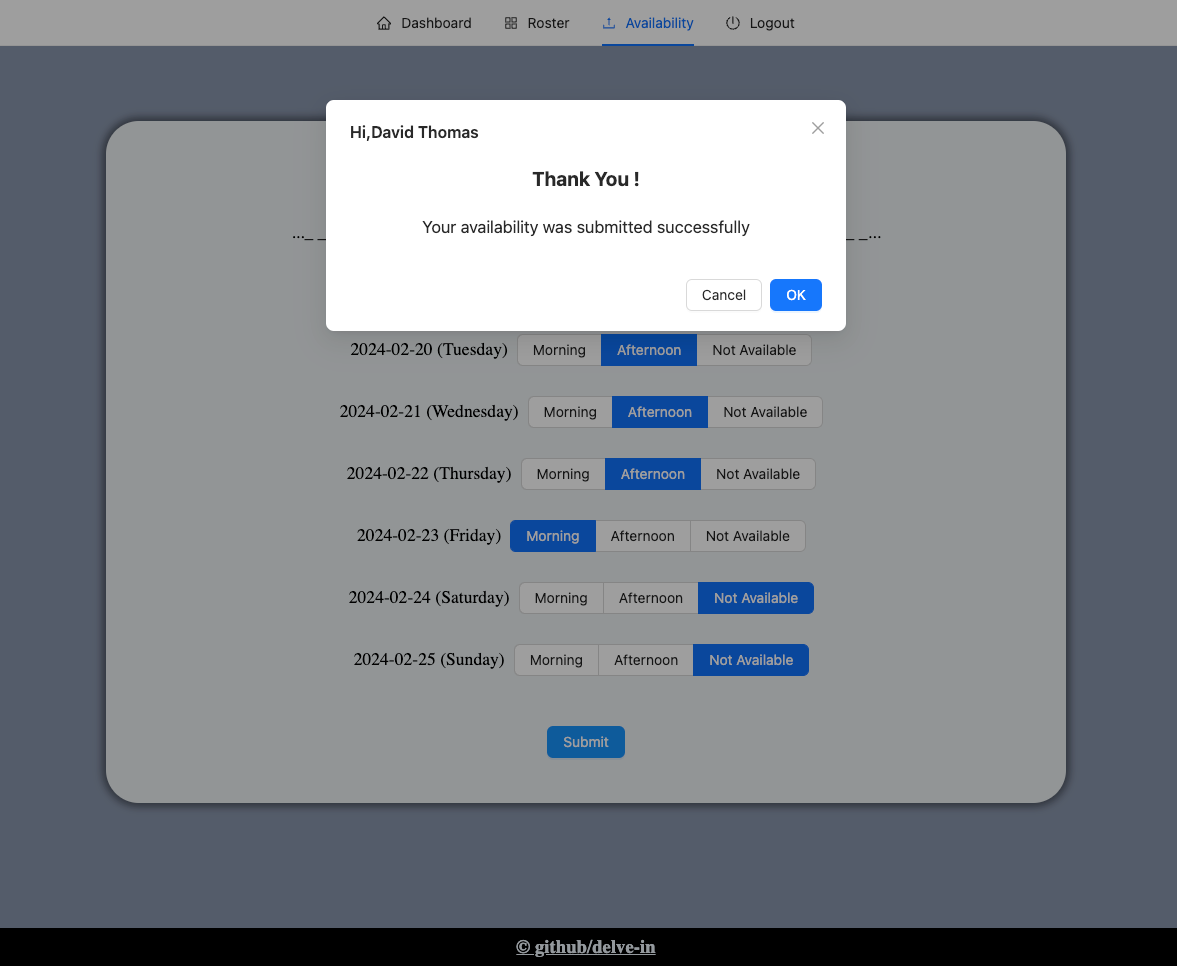 Dashboard Roster Availability Logout
Hi,David Thomas
Thank You !
Your availability was submitted successfully
..._ _ _ _...
Cancel OK
2024-02-20 (Tuesday) Morning Afternoon Not Available
2024-02-21 (Wednesday) Morning Afternoon Not Available
2024-02-22 (Thursday) Morning Afternoon Not Available
2024-02-23 (Friday) Morning Afternoon Not Available
2024-02-24 (Saturday) Morning Afternoon Not Available
2024-02-25 (Sunday) Morning Afternoon Not Available
Submit
© github/delve-in